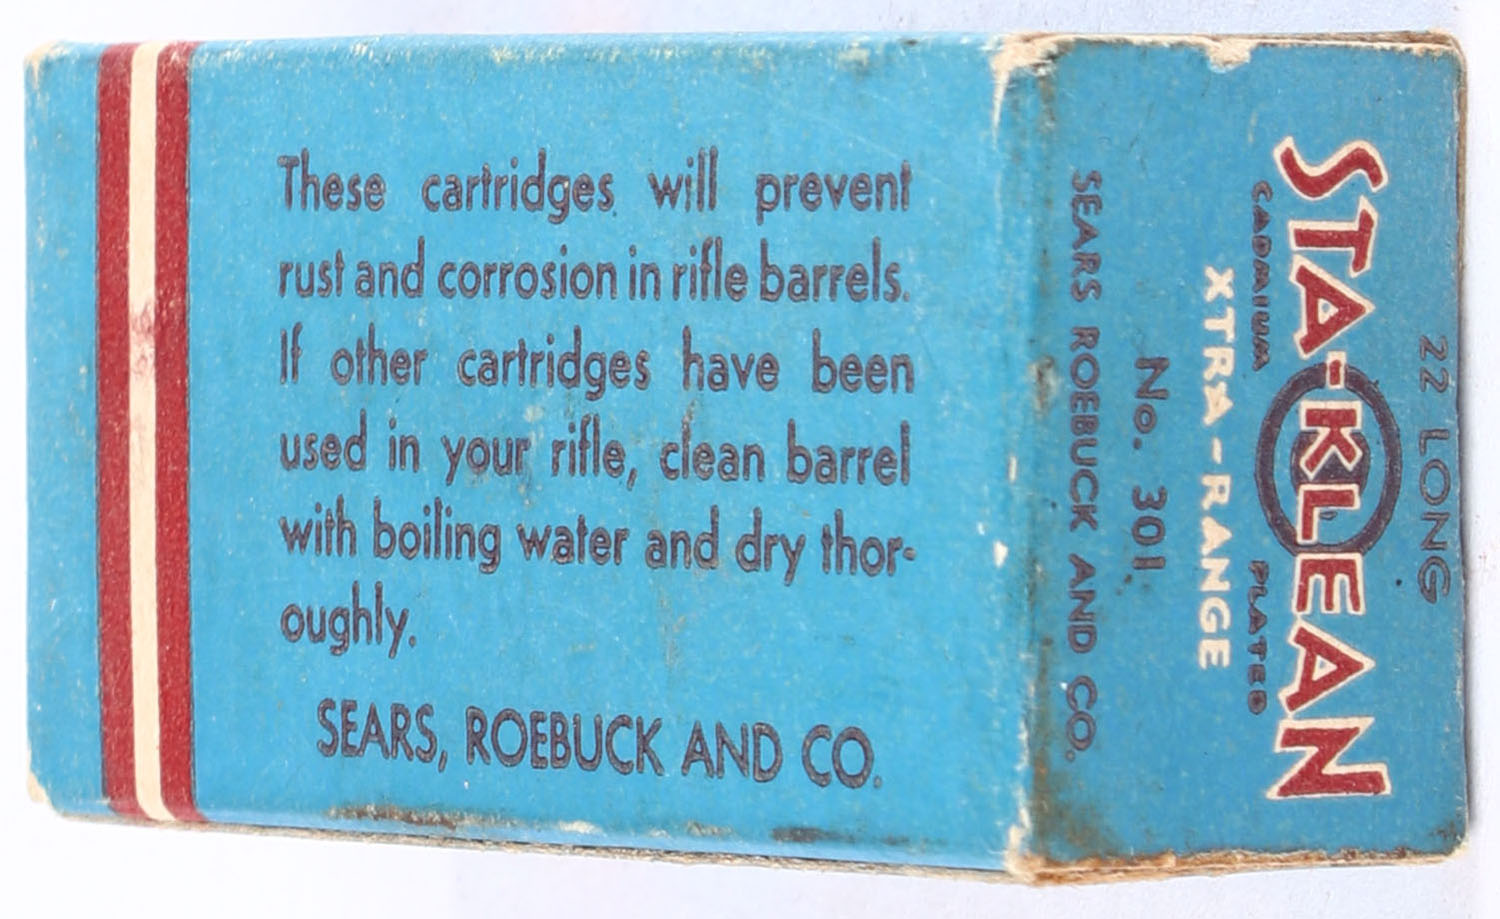 These cartridges will prevent
rust and corrosion in rifle barrels.
If other cartridges have been
used in your rifle, clean barrel
with boiling water and dry thor-
oughly.
SEARS, ROEBUCK AND CO.
22 LONG
STA-KLEAN
CADMIUM PLATED
XTRA-RANGE
No. 301
SEARS ROEBUCK AND CO.